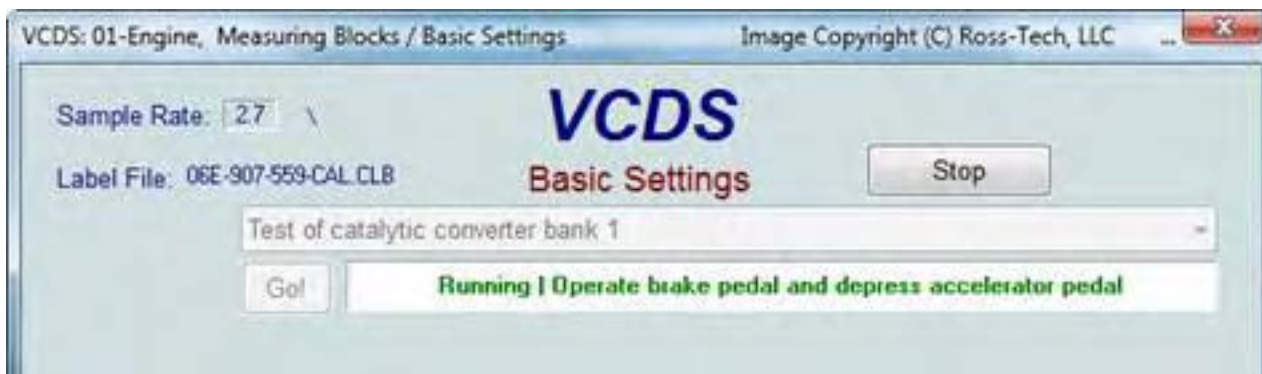 VCDS: 01-Engine, Measuring Blocks / Basic Settings Image Copyright (C) Ross-Tech, LLC ...
Sample Rate: 2.7 \
VCDS
Label File: 06E-907-559-CAL.CLB
Basic Settings
Stop
Test of catalytic converter bank 1
Go!
Running | Operate brake pedal and depress accelerator pedal